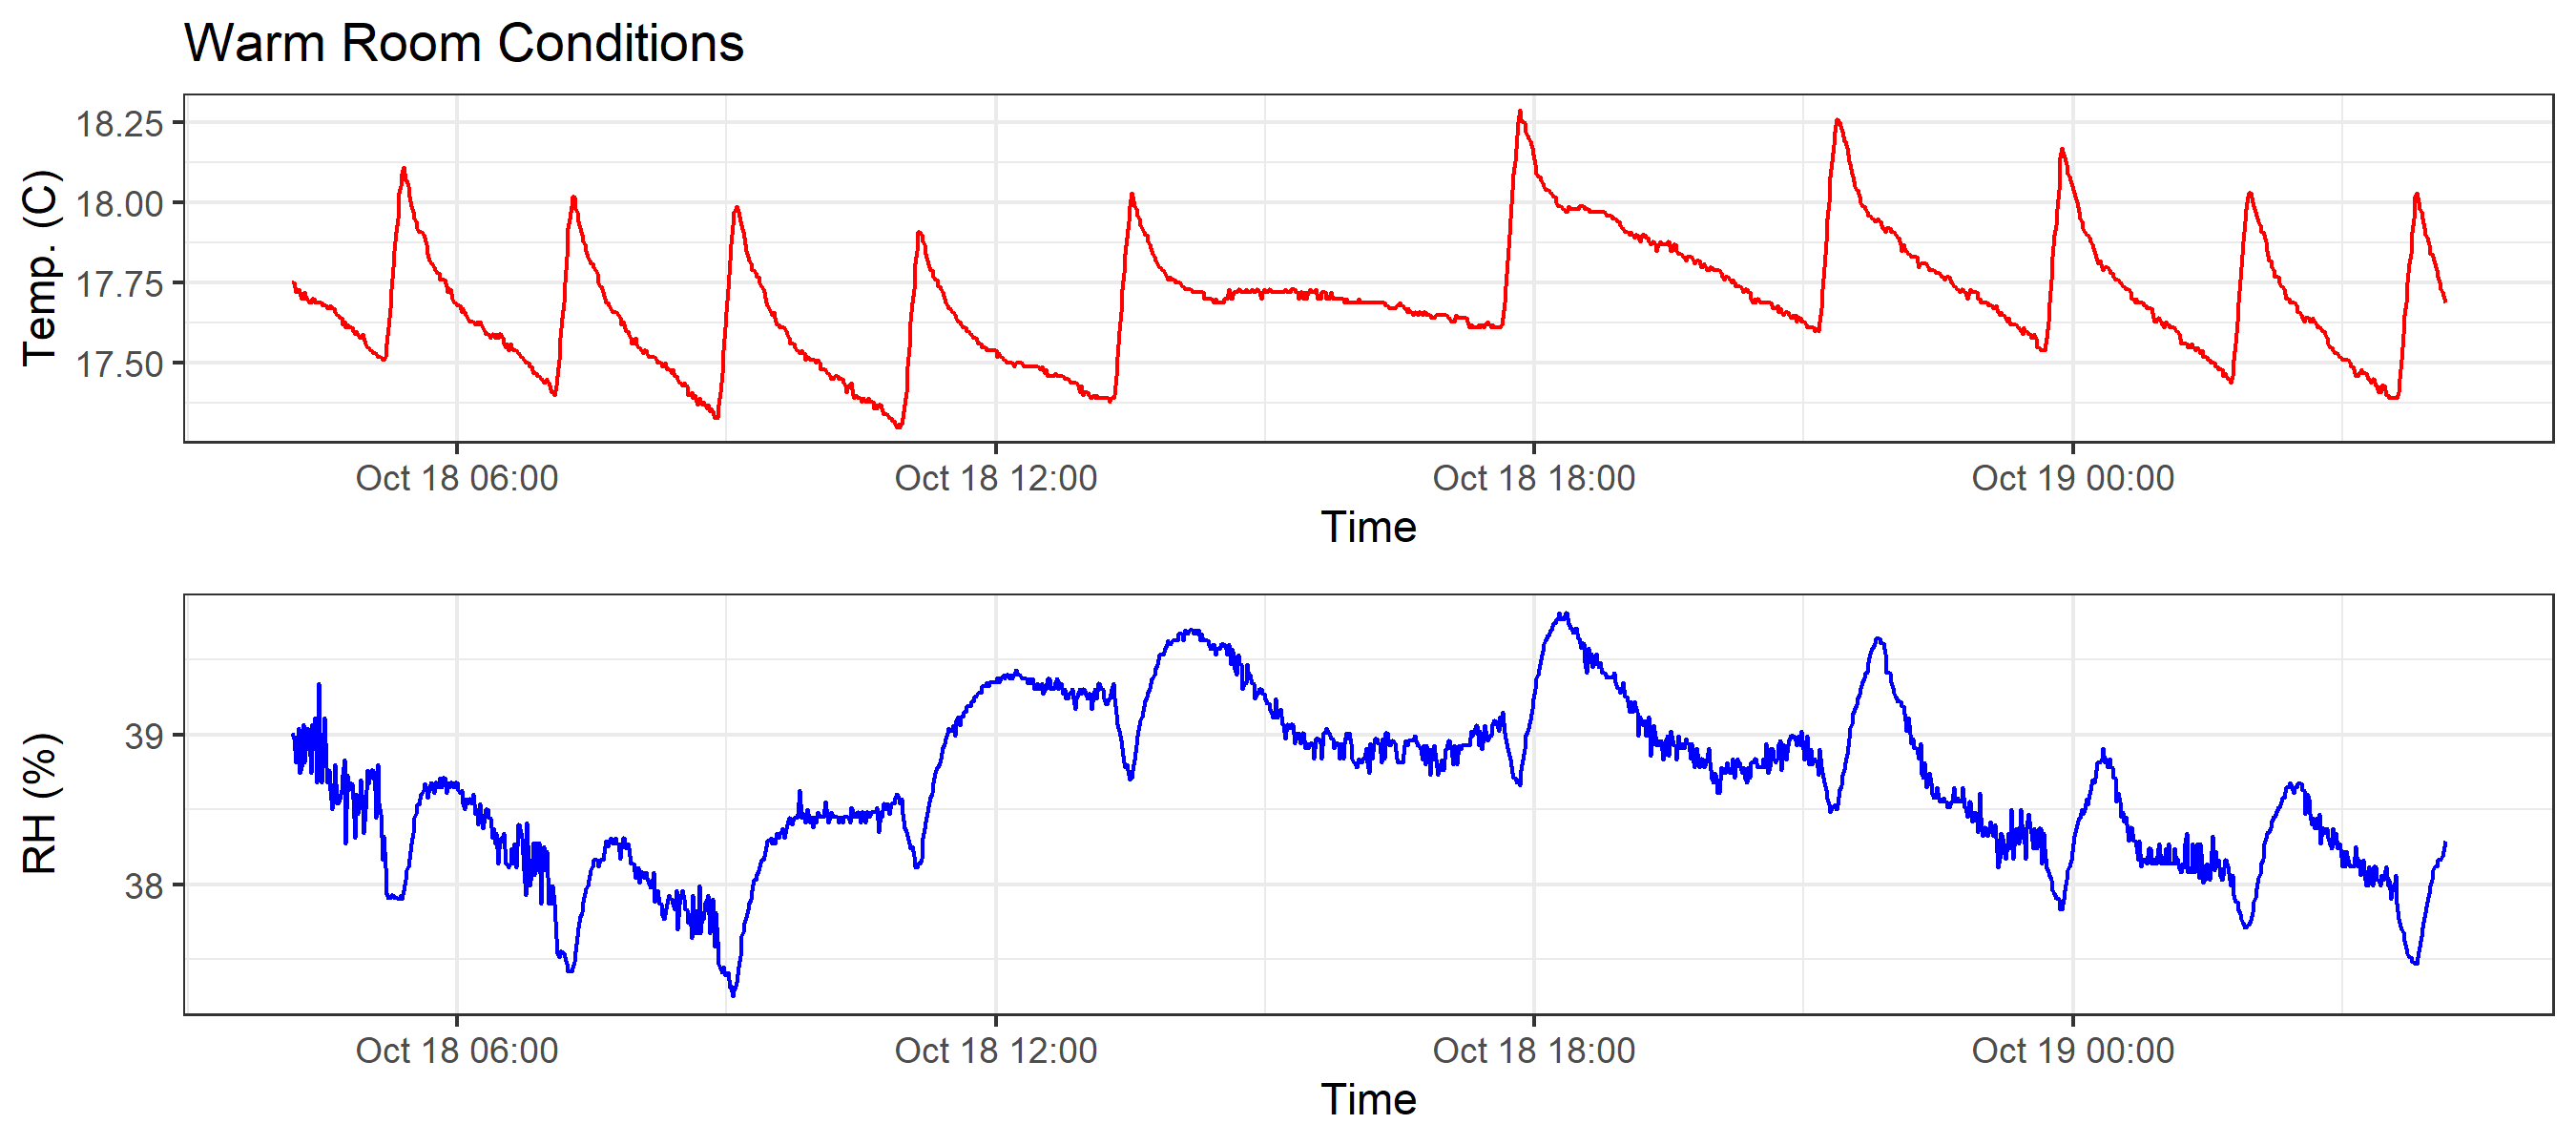 Warm Room Conditions
Temp. (C)
18.25
18.00
17.75
17.50
Oct 18 06:00 Oct 18 12:00 Oct 18 18:00 Oct 19 00:00
Time
RH (%)
39
38
Oct 18 06:00 Oct 18 12:00 Oct 18 18:00 Oct 19 00:00
Time